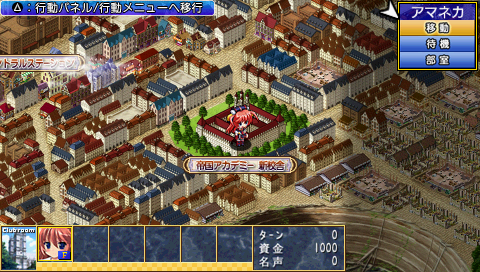 △：行動パネル/行動メニューへ移行
アマネカ
移動
待機
部室
ントラルステーション
帝国アカデミー 新校舎
Clubroom
F
ターン 0
資金 1000
名声 0